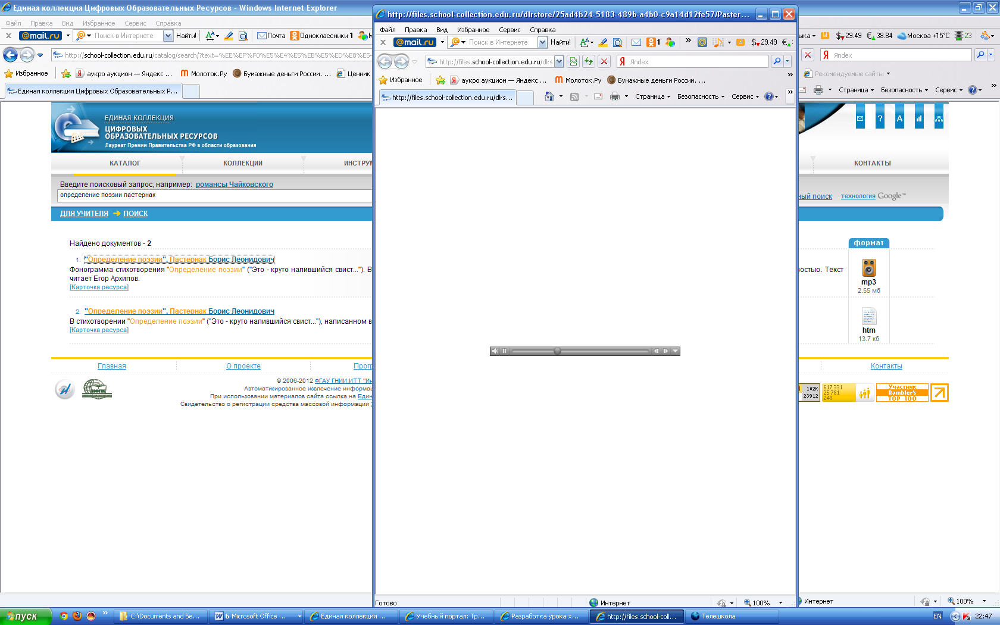 Единая коллекция Цифровых Образовательных Ресурсов - Windows Internet Explorer
Файл Правка Вид Избранное Сервис Справка
@mail.ru Поиск в Интернете Найти! Почта Одноклассники 1
http://school-collection.edu.ru/catalog/search/?text=%EE%EF%F0%E5%E4%E5%EB%E5%ED%E8%E5-
Избранное аукро аукцион — Яндекс ... Молоток.Ру Бумажные деньги России. ... Ценник
Единая коллекция Цифровых Образовательных Р...
ЕДИНАЯ КОЛЛЕКЦИЯ
ЦИФРОВЫХ
ОБРАЗОВАТЕЛЬНЫХ РЕСУРСОВ
Лауреат Премии Правительства РФ в области образования
КАТАЛОГ КОЛЛЕКЦИИ ИНСТРУМ
Введите поисковый запрос, например: романсы Чайковского
определение поэзии пастернак
ДЛЯ УЧИТЕЛЯ ПОИСК
Найдено документов - 2
1. "Определение поэзии", Пастернак Борис Леонидович
Фонограмма стихотворения "Определение поэзии" ("Это - круто налившийся свист..."). В
читает Егор Архипов.
[Карточка ресурса]
2. "Определение поэзии", Пастернак Борис Леонидович
В стихотворении "Определение поэзии" ("Это - круто налившийся свист..."), написанном в
[Карточка ресурса]
Главная О проекте Прогр
© 2006-2012 ФГАУ ГНИИ ИТТ "Ин
Автоматизированное извлечение информац
При использовании материалов сайта ссылка на Един
Свидетельство о регистрации средства массовой информации
http://files.school-collection.edu.ru/dlrstore/25ad4b24-5183-489b-a4b0-c9a14d12fe57/Paster...
Файл Правка Вид Избранное Сервис Справка
@mail.ru Поиск в Интернете Найти! 1 $ 29.49 €
http://files.school-collection.edu.ru/dlrs Я Яndex
Избранное аукро аукцион — Яндекс ... Молоток.Ру Бумажные деньги России. ...
http://files.school-collection.edu.ru/dlrs... Страница Безопасность Сервис
Готово Интернет 100%
ыка $ 29.49 € 38.84 Москва +15°C 23
Я Яndex
Рекомендуемые сайты
Страница Безопасность Сервис
? A
КОНТАКТЫ
ный поиск технология Google™
формат
востью. Текст
mp3
2.55 мб
htm
13.7 кб
Контакты
102K
23912
617 331
25 781
249
Участник
Rambler's
TOP 100
Интернет 100%
пуск C:\Documents and Se... 6 Microsoft Office ... Единая коллекция ... Учебный портал: Тр... Разработка урока х... http://files.school-coll... Телешкола EN 22:47